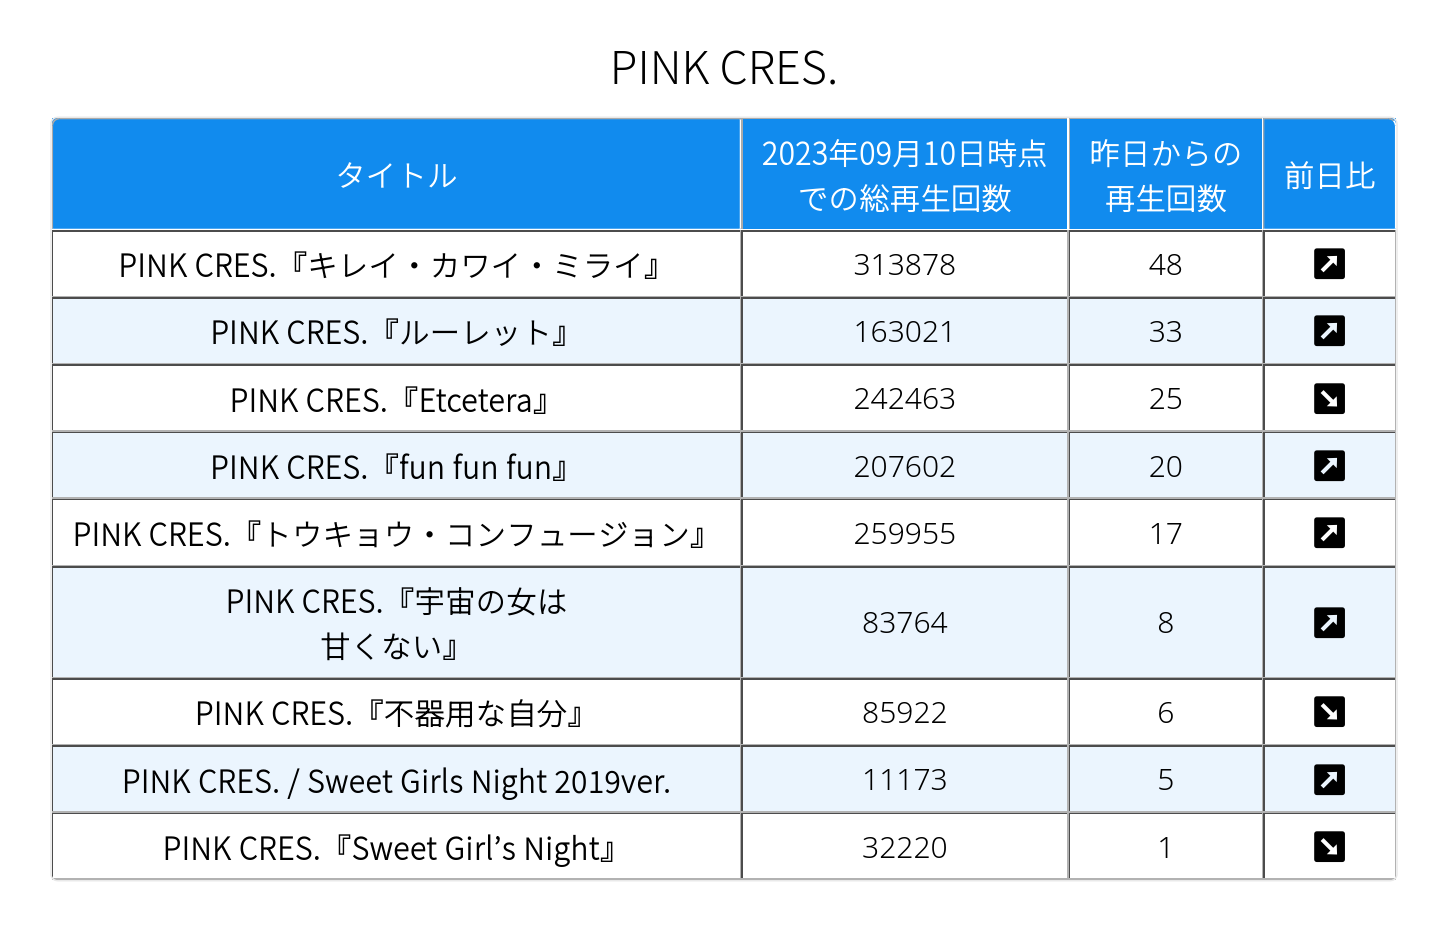 PINK CRES.
タイトル
2023年09月10日時点
での総再生回数
昨日からの
再生回数
前日比
PINK CRES.『キレイ・カワイ・ミライ』 313878 48
PINK CRES.『ルーレット』 163021 33
PINK CRES.『Etcetera』 242463 25
PINK CRES.『fun fun fun』 207602 20
PINK CRES.『トウキョウ・コンフュージョン』 259955 17
PINK CRES.『宇宙の女は
甘くない』 83764 8
PINK CRES.『不器用な自分』 85922 6
PINK CRES. / Sweet Girls Night 2019ver. 11173 5
PINK CRES.『Sweet Girl’s Night』 32220 1